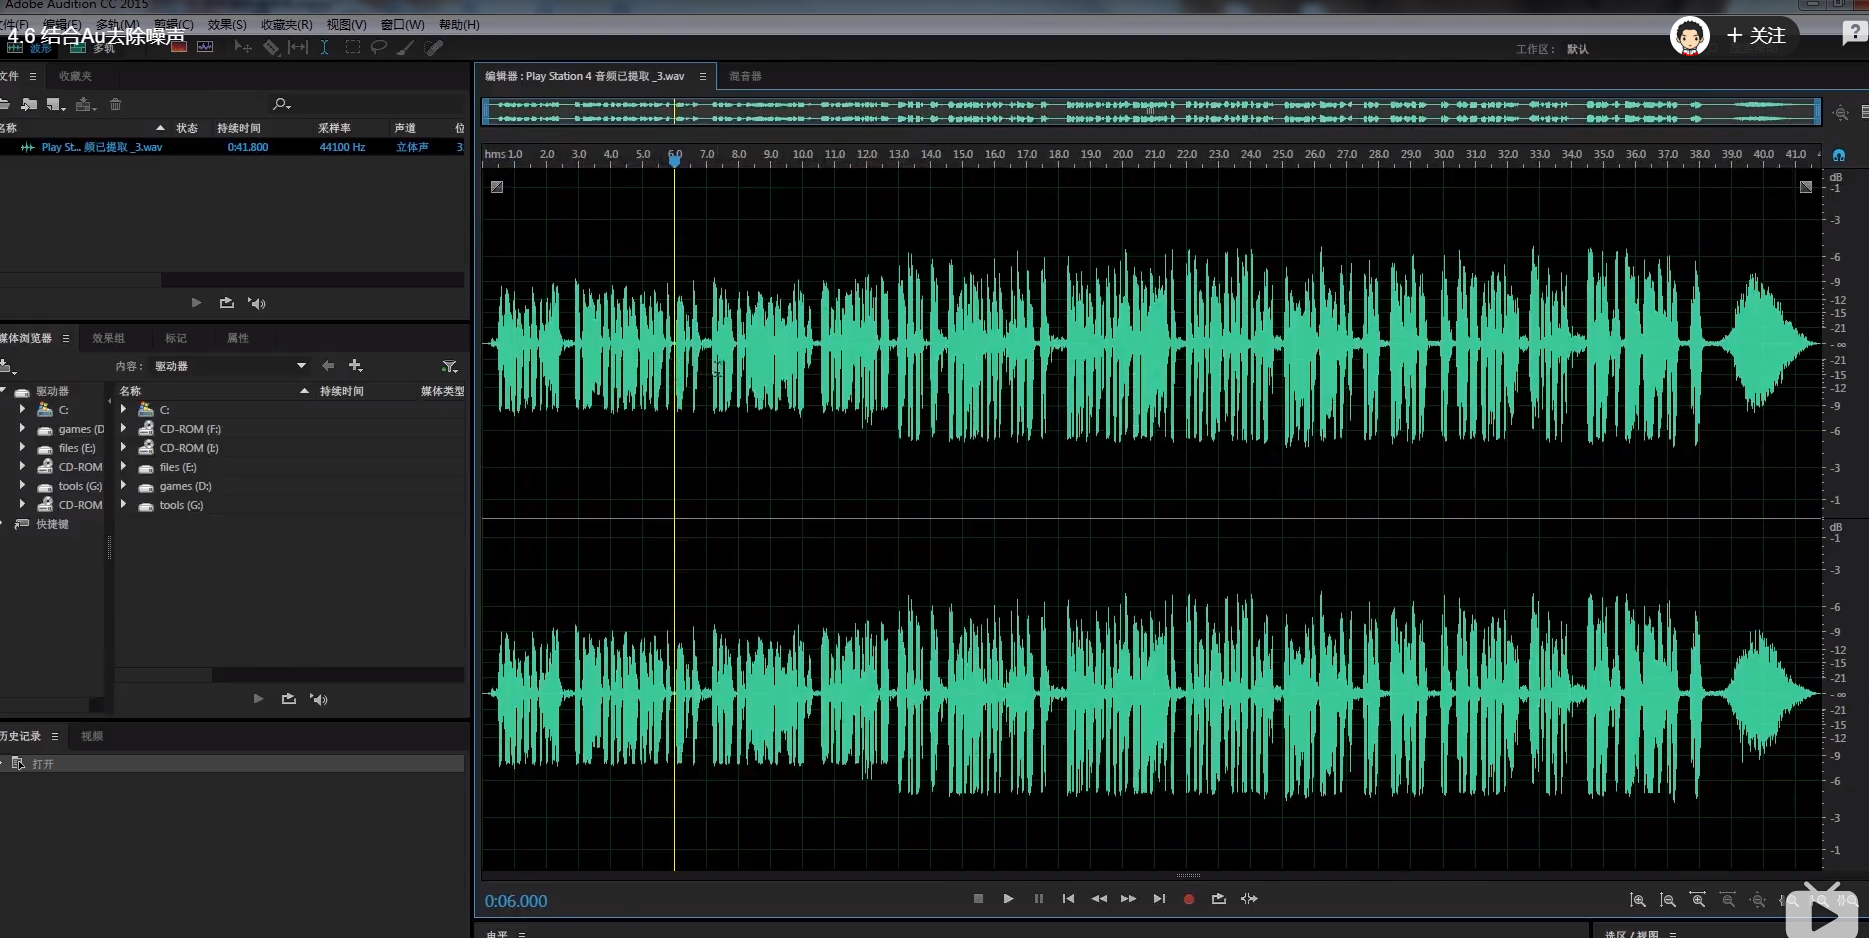 Adobe Audition CC 2015
文件(F) 编辑(E) 多轨(M) 剪辑(C) 效果(S) 收藏夹(R) 视图(V) 窗口(W) 帮助(H)
4.6 结合Au去除噪声
+ 关注
?
波形 多轨
工作区： 默认
文件 收藏夹
编辑器：Play Station 4 音频已提取 _3.wav 混音器
名称 状态 持续时间 采样率 声道 位
Play St... 频已提取 _3.wav 0:41.800 44100 Hz 立体声 3
hms 1.0 2.0 3.0 4.0 5.0 6.0 7.0 8.0 9.0 10.0 11.0 12.0 13.0 14.0 15.0 16.0 17.0 18.0 19.0 20.0 21.0 22.0 23.0 24.0 25.0 26.0 27.0 28.0 29.0 30.0 31.0 32.0 33.0 34.0 35.0 36.0 37.0 38.0 39.0 40.0 41.0
dB
-1
-3
-6
-9
-12
-15
-21
-∞
-21
-15
-12
-9
-6
-3
-1
dB
-1
-3
-6
-9
-12
-15
-21
-∞
-21
-15
-12
-9
-6
-3
-1
媒体浏览器 效果组 标记 属性
内容： 驱动器
驱动器
C:
games (D
files (E:)
CD-ROM
tools (G:)
CD-ROM
快捷键
名称 持续时间 媒体类型
C:
CD-ROM (F:)
CD-ROM (I:)
files (E:)
games (D:)
tools (G:)
历史记录 视频
打开
0:06.000
电平
选区/视图